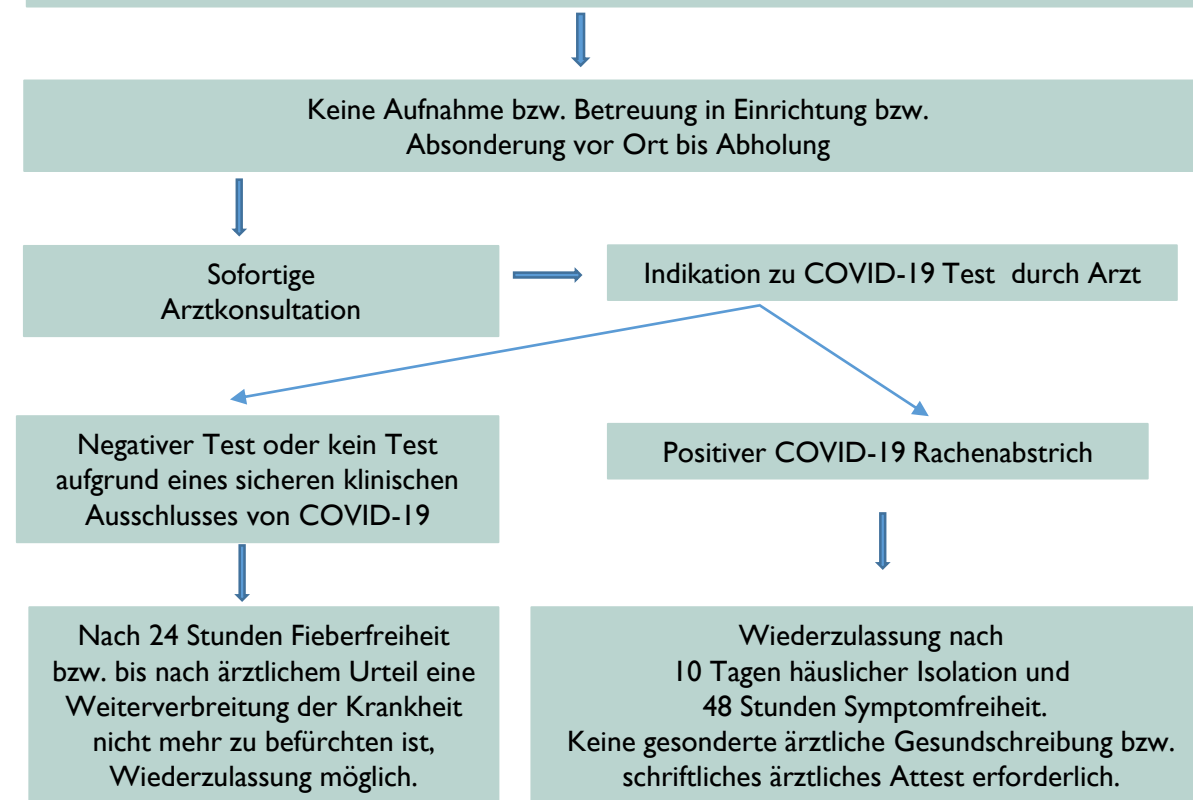 Keine Aufnahme bzw. Betreuung in Einrichtung bzw.
Absonderung vor Ort bis Abholung
Sofortige
Arztkonsultation
Indikation zu COVID-19 Test durch Arzt
Negativer Test oder kein Test
aufgrund eines sicheren klinischen
Ausschlusses von COVID-19
Positiver COVID-19 Rachenabstrich
Nach 24 Stunden Fieberfreiheit
bzw. bis nach ärztlichem Urteil eine
Weiterverbreitung der Krankheit
nicht mehr zu befürchten ist,
Wiederzulassung möglich.
Wiederzulassung nach
10 Tagen häuslicher Isolation und
48 Stunden Symptomfreiheit.
Keine gesonderte ärztliche Gesundschreibung bzw.
schriftliches ärztliches Attest erforderlich.